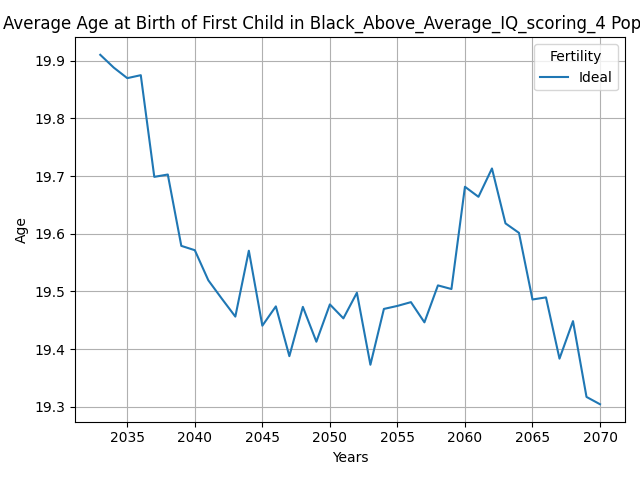 Average Age at Birth of First Child in Black_Above_Average_IQ_scoring_4 Pop
Fertility
Ideal
19.9
19.8
19.7
19.6
19.5
19.4
19.3
Age
2035 2040 2045 2050 2055 2060 2065 2070
Years